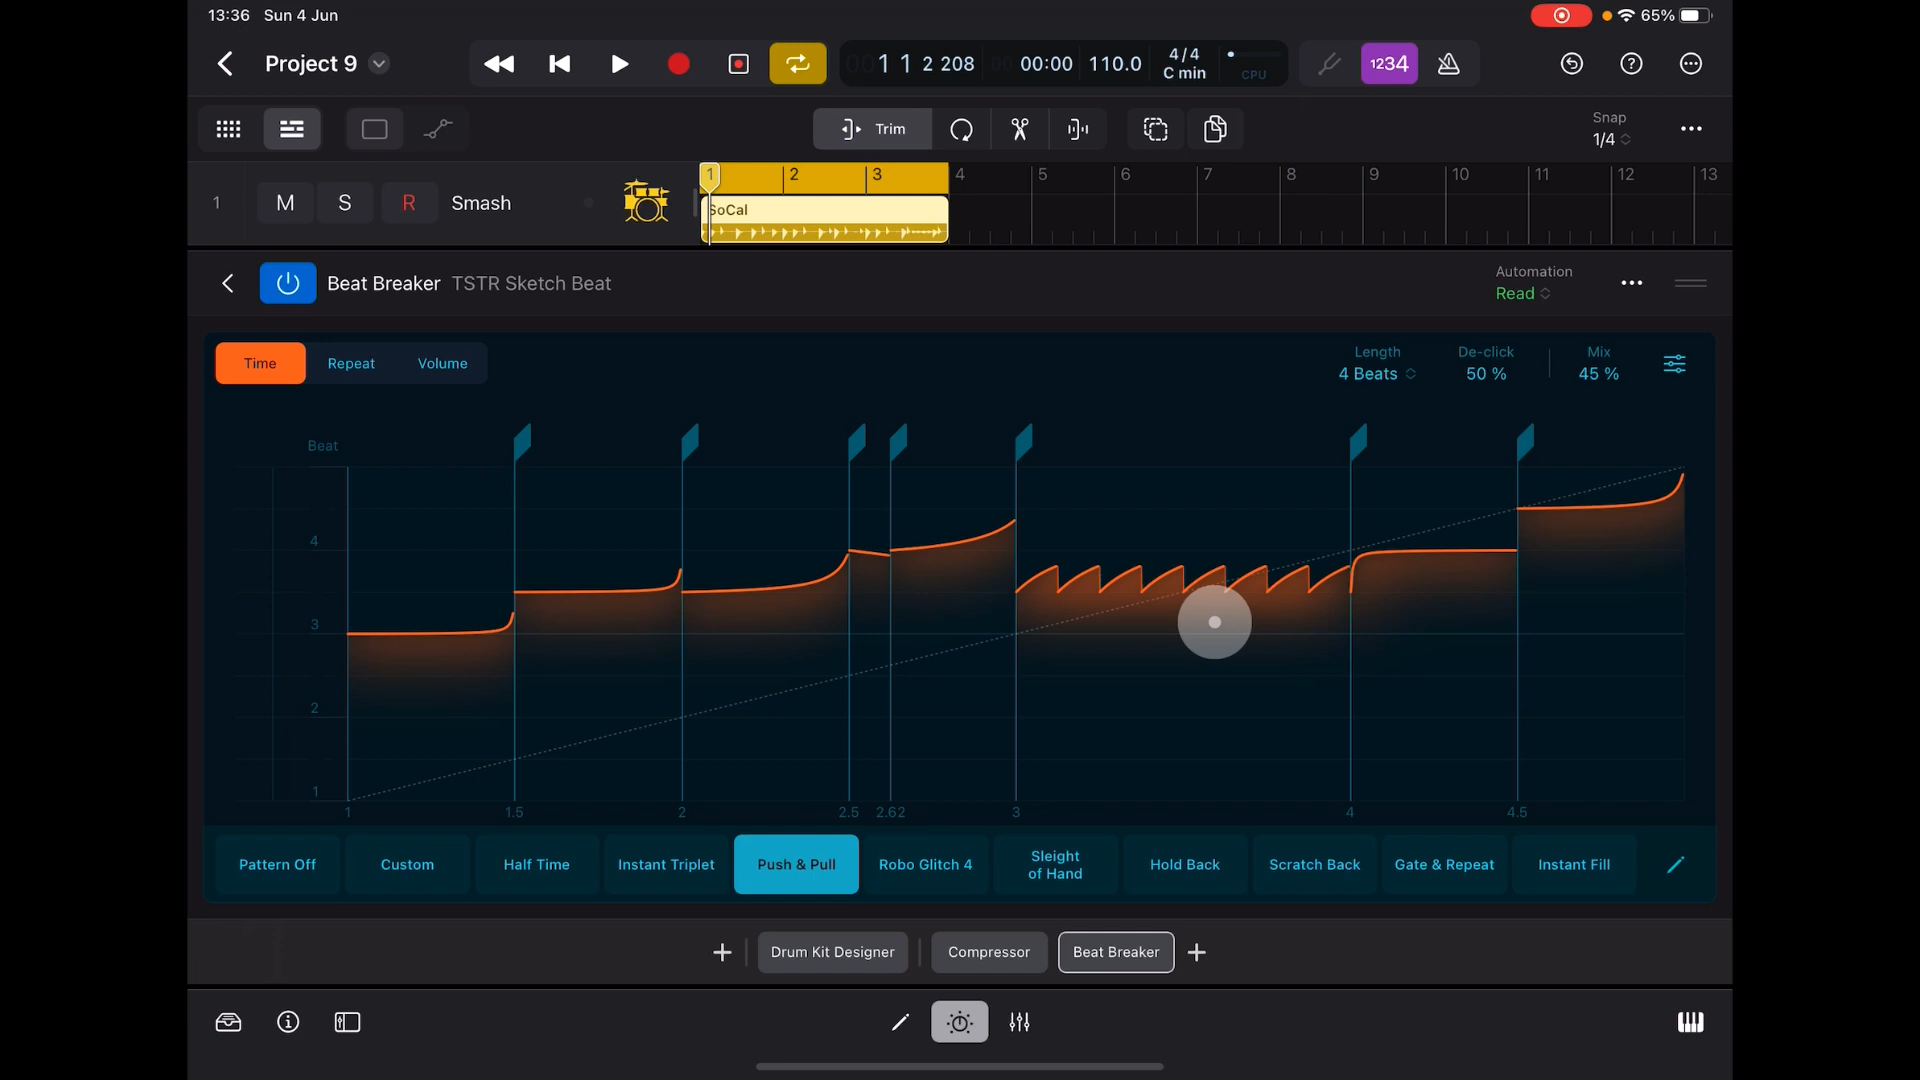 13:36 Sun 4 Jun
65%
Project 9
1 1 2 208
00:00
110.0
4/4
C min
CPU
1234
Trim
Snap
1/4
1 M S R Smash
1 2 3 4 5 6 7 8 9 10 11 12 13
SoCal
Beat Breaker TSTR Sketch Beat
Automation
Read
Time Repeat Volume
Length
4 Beats
De-click
50 %
Mix
45 %
Beat
4
3
2
1
1 1.5 2 2.5 2.62 3 4 4.5
Pattern Off
Custom
Half Time
Instant Triplet
Push & Pull
Robo Glitch 4
Sleight
of Hand
Hold Back
Scratch Back
Gate & Repeat
Instant Fill
Drum Kit Designer
Compressor
Beat Breaker